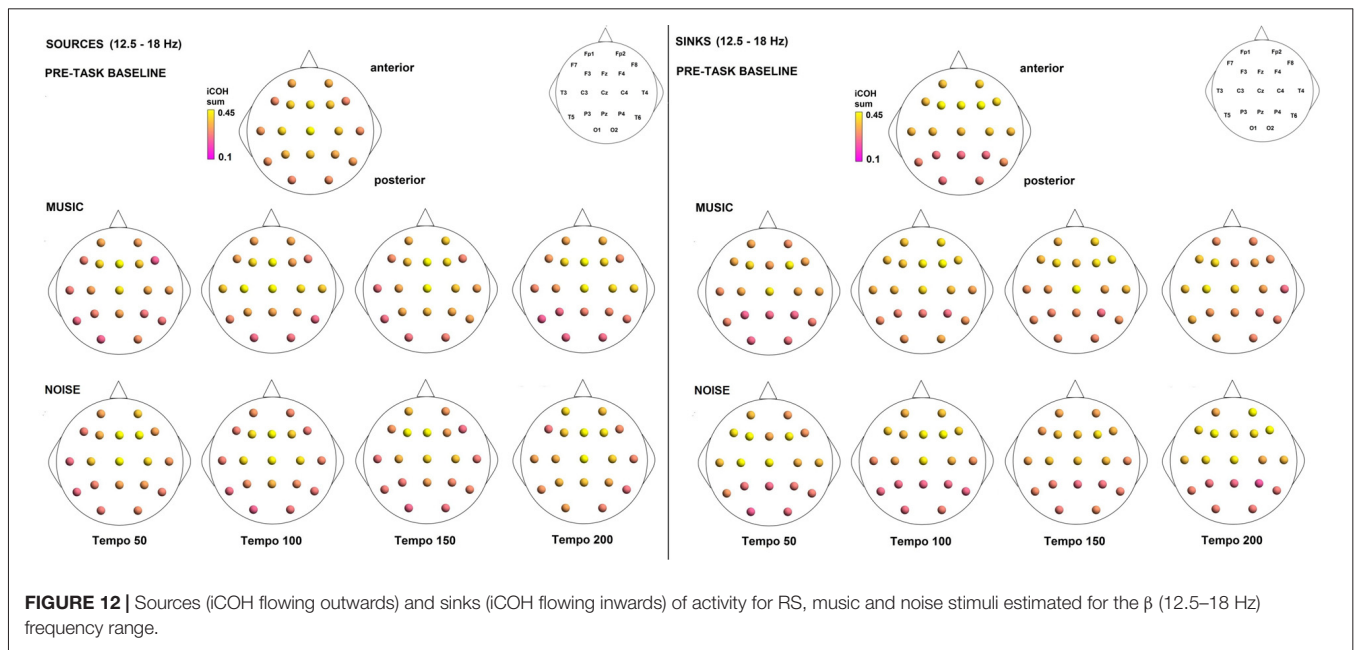 SOURCES (12.5 - 18 Hz)
PRE-TASK BASELINE
anterior
iCOH
sum
0.45
0.1
posterior
Fp1 Fp2
F7 F8
F3 Fz F4
T3 C3 Cz C4 T4
T5 P3 Pz P4 T6
O1 O2
MUSIC
NOISE
Tempo 50 Tempo 100 Tempo 150 Tempo 200
SINKS (12.5 - 18 Hz)
PRE-TASK BASELINE
anterior
iCOH
sum
0.45
0.1
posterior
Fp1 Fp2
F7 F8
F3 Fz F4
T3 C3 Cz C4 T4
T5 P3 Pz P4 T6
O1 O2
MUSIC
NOISE
Tempo 50 Tempo 100 Tempo 150 Tempo 200
FIGURE 12 | Sources (iCOH flowing outwards) and sinks (iCOH flowing inwards) of activity for RS, music and noise stimuli estimated for the β (12.5–18 Hz)
frequency range.